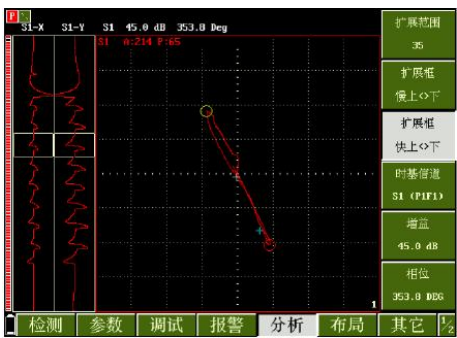 P
S1-X S1-Y S1 45.0 dB 353.8 Deg
S1 A:214 P:65
1
扩展范围
35
扩展框
慢上<>下
扩展框
快上<>下
时基信道
S1 (P1F1)
增益
45.0 dB
相位
353.8 DEG
检测 参数 调试 报警 分析 布局 其它 1/2